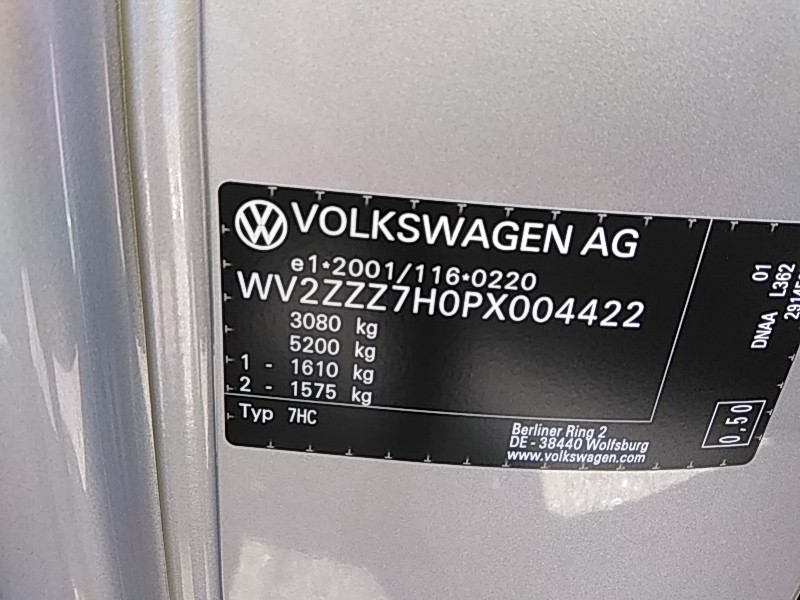 VOLKSWAGEN AG
e1*2001/116*0220
WV2ZZZ7H0PX004422
3080 kg
5200 kg
1 - 1610 kg
2 - 1575 kg
Typ 7HC
Berliner Ring 2
DE - 38440 Wolfsburg
www.volkswagen.com
01
DNAA L362
0.50